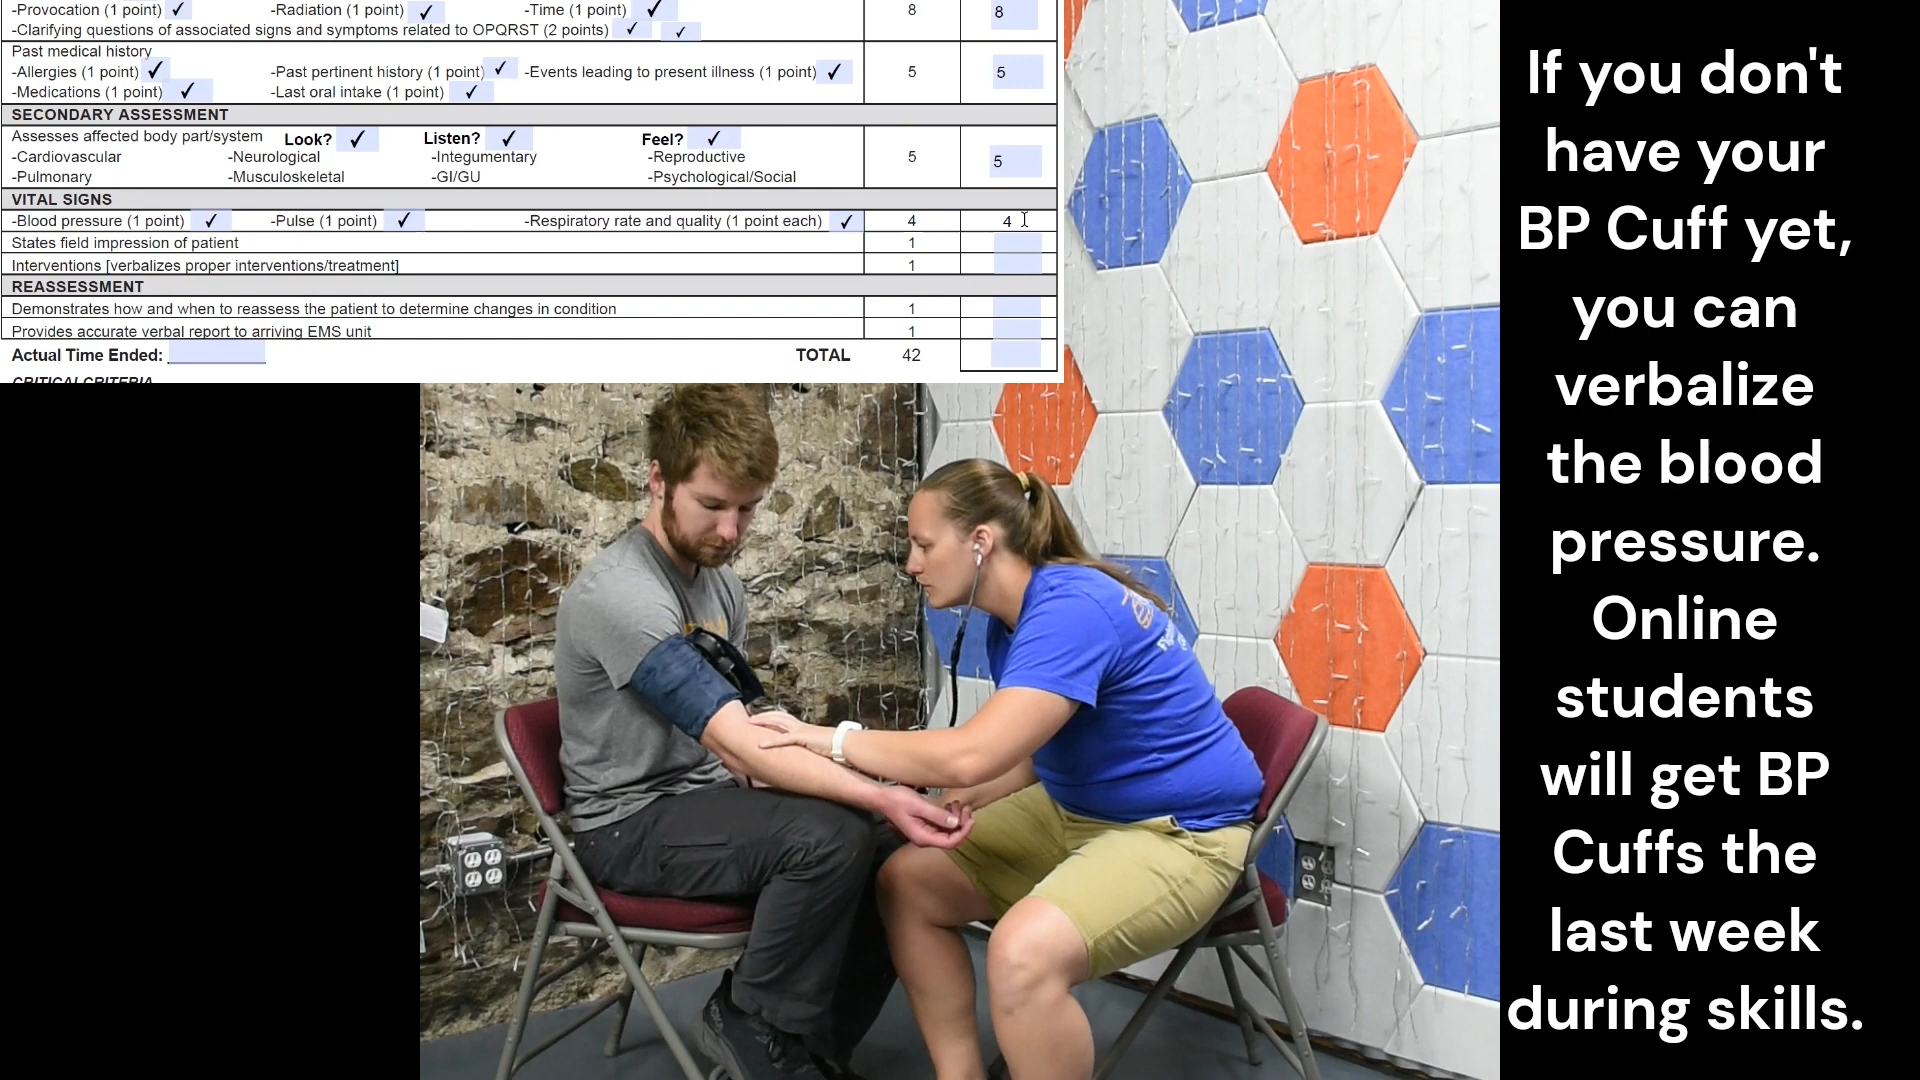 -Provocation (1 point) ✓ -Radiation (1 point) ✓ -Time (1 point) ✓ 8 8
-Clarifying questions of associated signs and symptoms related to OPQRST (2 points) ✓ ✓
Past medical history
-Allergies (1 point) ✓ -Past pertinent history (1 point) ✓ -Events leading to present illness (1 point) ✓ 5 5
-Medications (1 point) ✓ -Last oral intake (1 point) ✓
SECONDARY ASSESSMENT
Assesses affected body part/system Look? ✓ Listen? ✓ Feel? ✓
-Cardiovascular -Neurological -Integumentary -Reproductive 5 5
-Pulmonary -Musculoskeletal -GI/GU -Psychological/Social
VITAL SIGNS
-Blood pressure (1 point) ✓ -Pulse (1 point) ✓ -Respiratory rate and quality (1 point each) ✓ 4 4
States field impression of patient 1
Interventions [verbalizes proper interventions/treatment] 1
REASSESSMENT
Demonstrates how and when to reassess the patient to determine changes in condition 1
Provides accurate verbal report to arriving EMS unit 1
Actual Time Ended: TOTAL 42
CRITICAL CRITERIA
If you don't
have your
BP Cuff yet,
you can
verbalize
the blood
pressure.
Online
students
will get BP
Cuffs the
last week
during skills.